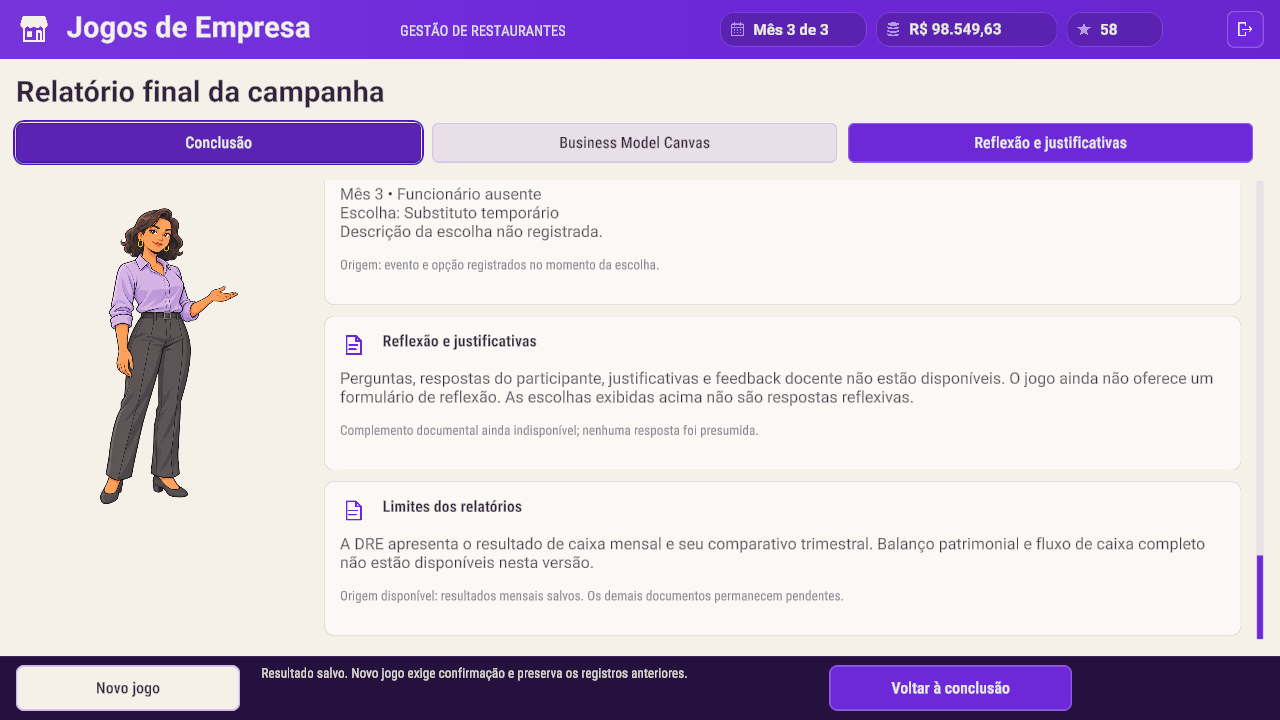 Jogos de Empresa
GESTÃO DE RESTAURANTES
Mês 3 de 3
R$ 98.549,63
58
Relatório final da campanha
Conclusão
Business Model Canvas
Reflexão e justificativas
Mês 3 • Funcionário ausente
Escolha: Substituto temporário
Descrição da escolha não registrada.
Origem: evento e opção registrados no momento da escolha.
Reflexão e justificativas
Perguntas, respostas do participante, justificativas e feedback docente não estão disponíveis. O jogo ainda não oferece um
formulário de reflexão. As escolhas exibidas acima não são respostas reflexivas.
Complemento documental ainda indisponível; nenhuma resposta foi presumida.
Limites dos relatórios
A DRE apresenta o resultado de caixa mensal e seu comparativo trimestral. Balanço patrimonial e fluxo de caixa completo
não estão disponíveis nesta versão.
Origem disponível: resultados mensais salvos. Os demais documentos permanecem pendentes.
Novo jogo
Resultado salvo. Novo jogo exige confirmação e preserva os registros anteriores.
Voltar à conclusão